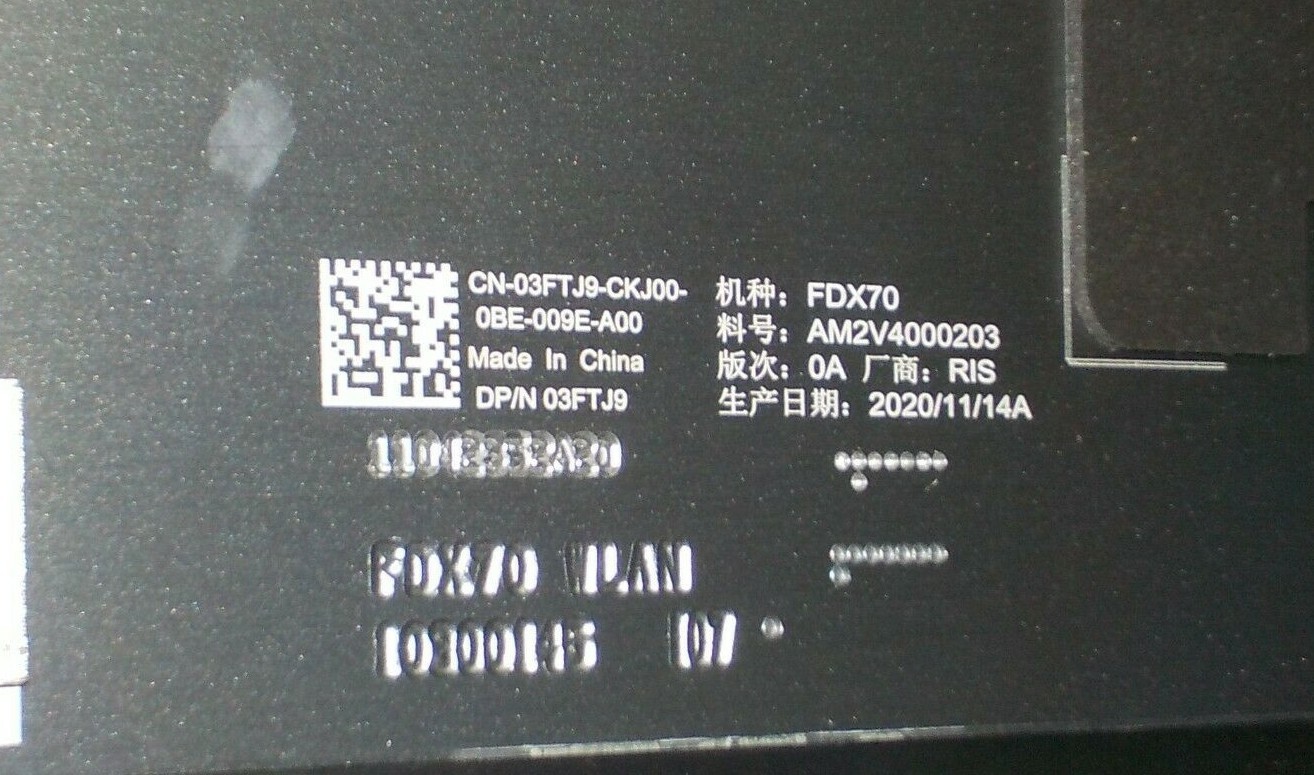 CN-03FTJ9-CKJ00-
0BE-009E-A00
Made In China
DP/N 03FTJ9
机种：FDX70
料号：AM2V4000203
版次：0A 厂商：RIS
生产日期：2020/11/14A
FDX70 WLAN
107